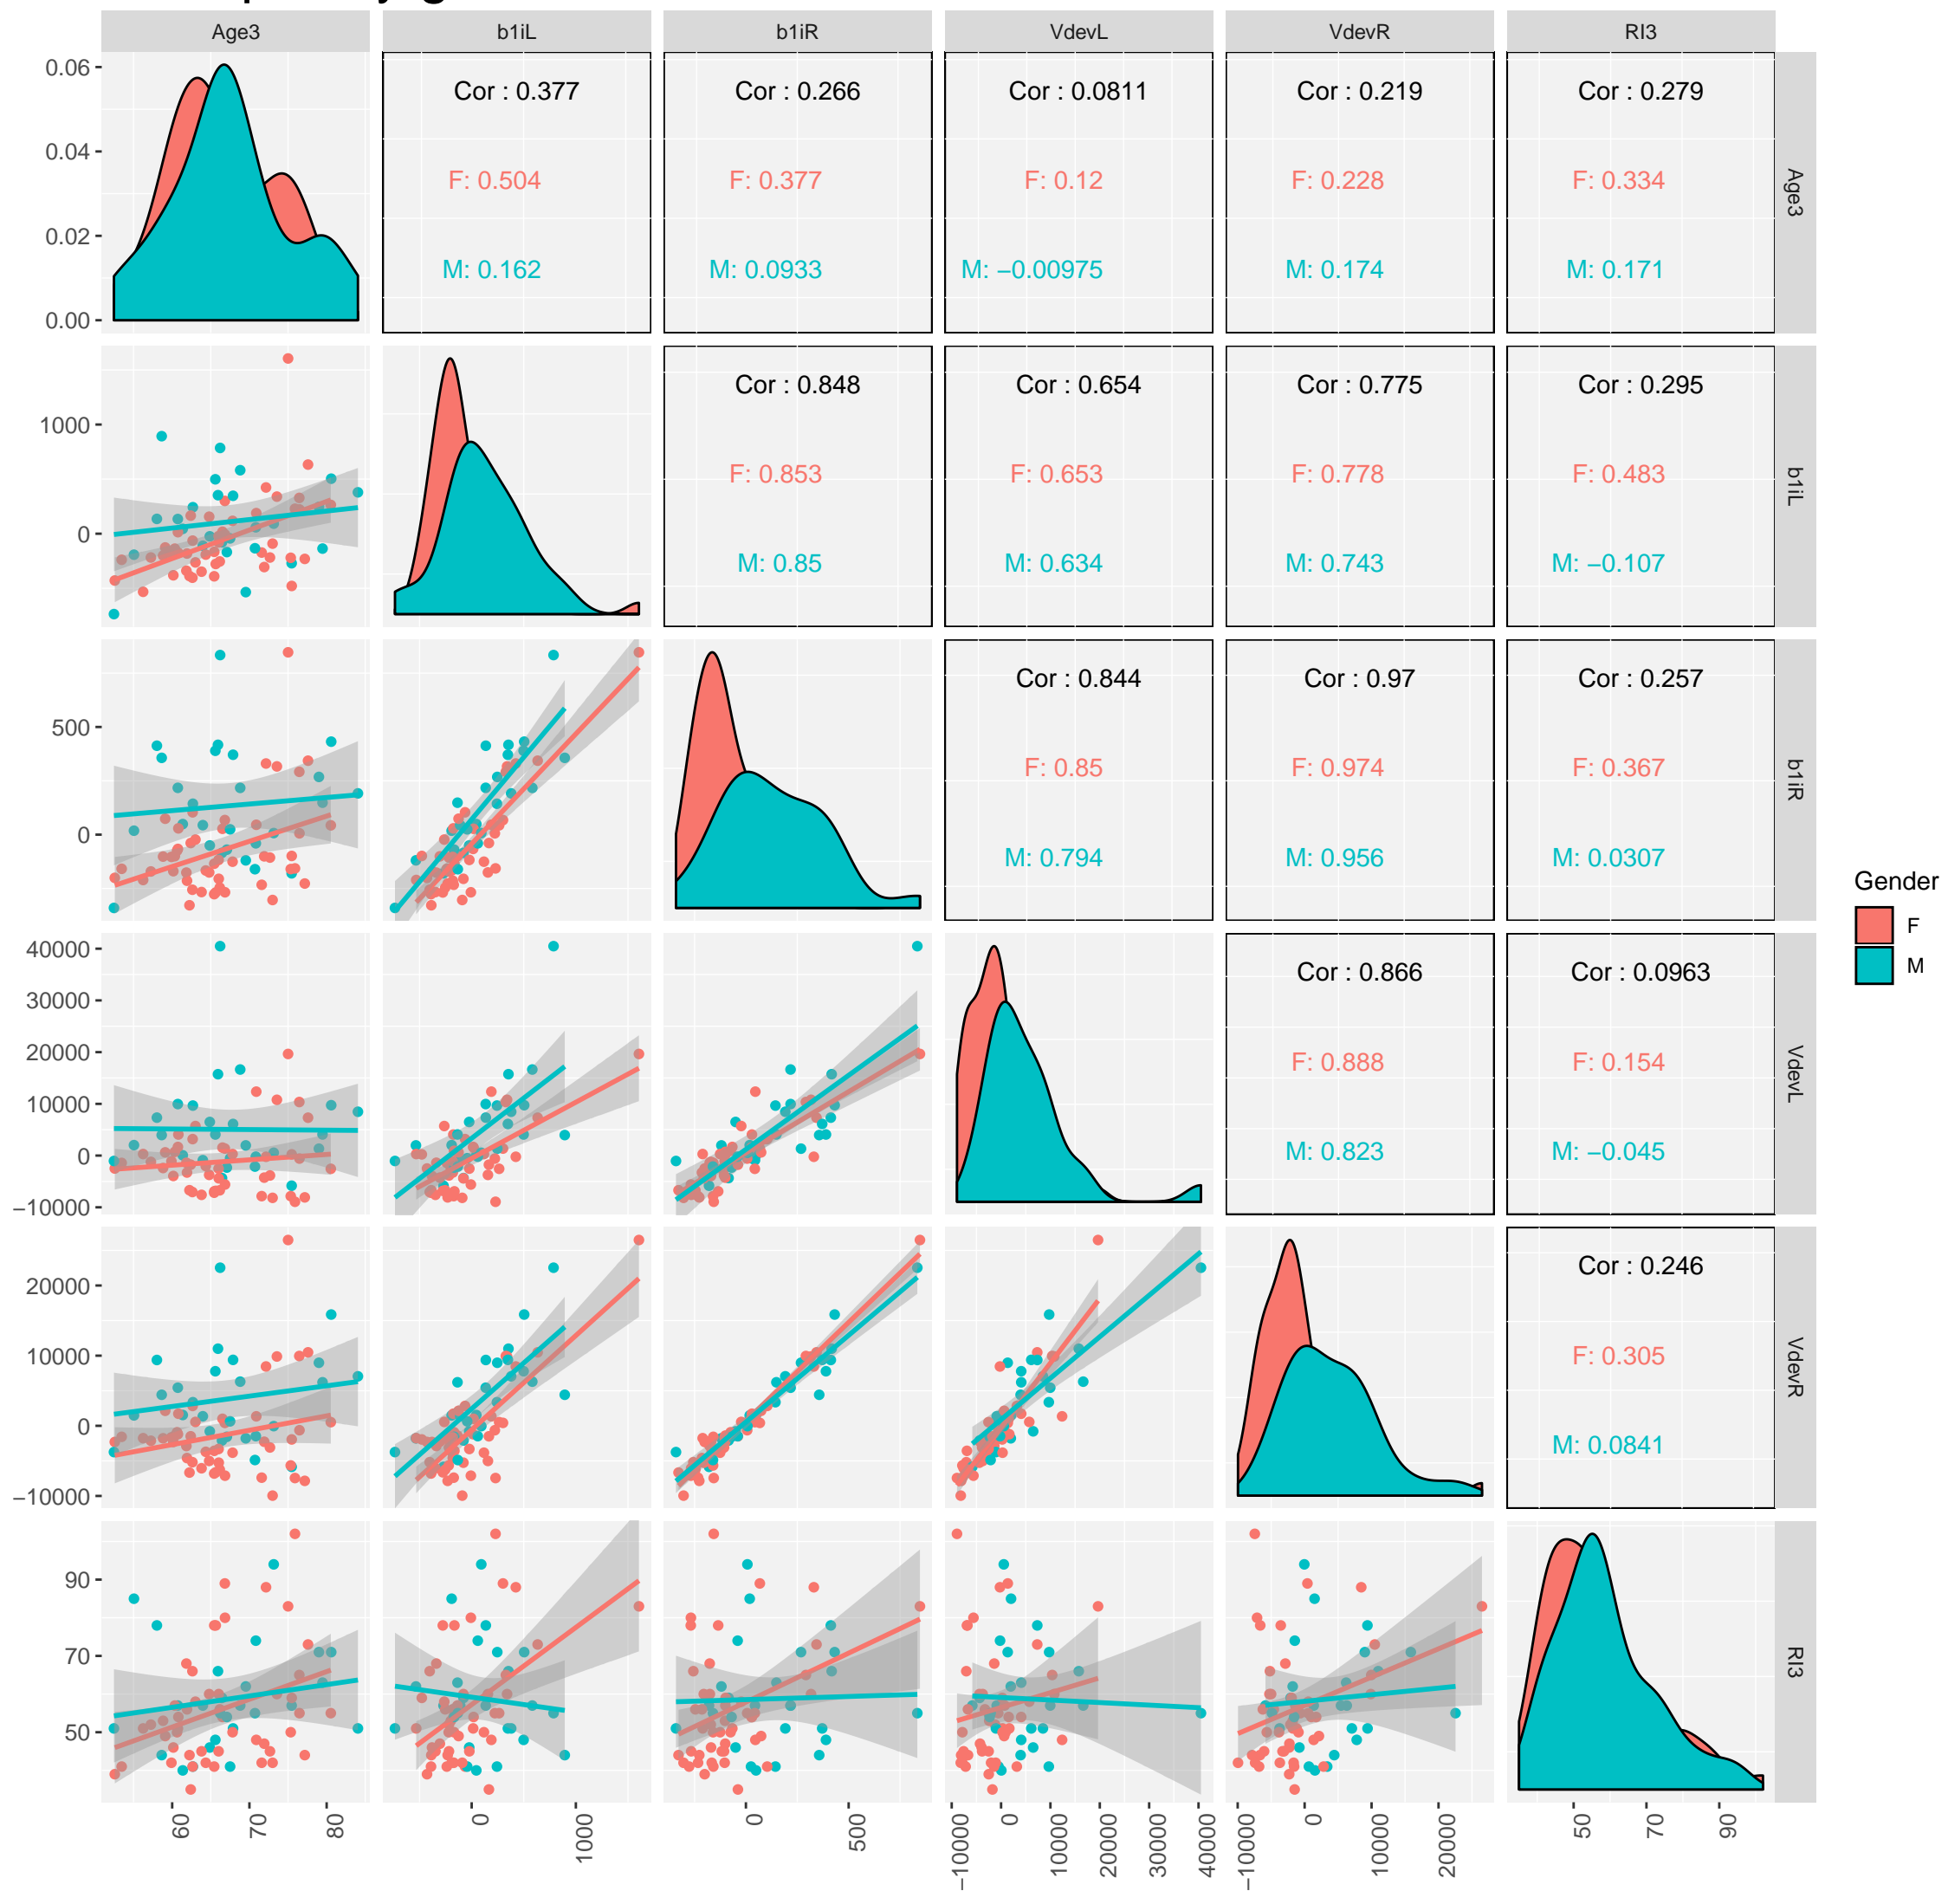 Age3 b1iL b1iR VdevL VdevR RI3
0.06
0.04
0.02
0.00
Cor : 0.377
F: 0.504
M: 0.162
Cor : 0.266
F: 0.377
M: 0.0933
Cor : 0.0811
F: 0.12
M: −0.00975
Cor : 0.219
F: 0.228
M: 0.174
Cor : 0.279
F: 0.334
M: 0.171
Age3
1000
0
Cor : 0.848
F: 0.853
M: 0.85
Cor : 0.654
F: 0.653
M: 0.634
Cor : 0.775
F: 0.778
M: 0.743
Cor : 0.295
F: 0.483
M: −0.107
b1iL
500
0
Cor : 0.844
F: 0.85
M: 0.794
Cor : 0.97
F: 0.974
M: 0.956
Cor : 0.257
F: 0.367
M: 0.0307
b1iR
40000
30000
20000
10000
0
−10000
Cor : 0.866
F: 0.888
M: 0.823
Cor : 0.0963
F: 0.154
M: −0.045
VdevL
20000
10000
0
−10000
Cor : 0.246
F: 0.305
M: 0.0841
VdevR
90
70
50
RI3
60 70 80
0 1000
0 500
−10000 0 10000 20000 30000 40000
−10000 0 10000 20000
50 70 90
Gender
F
M